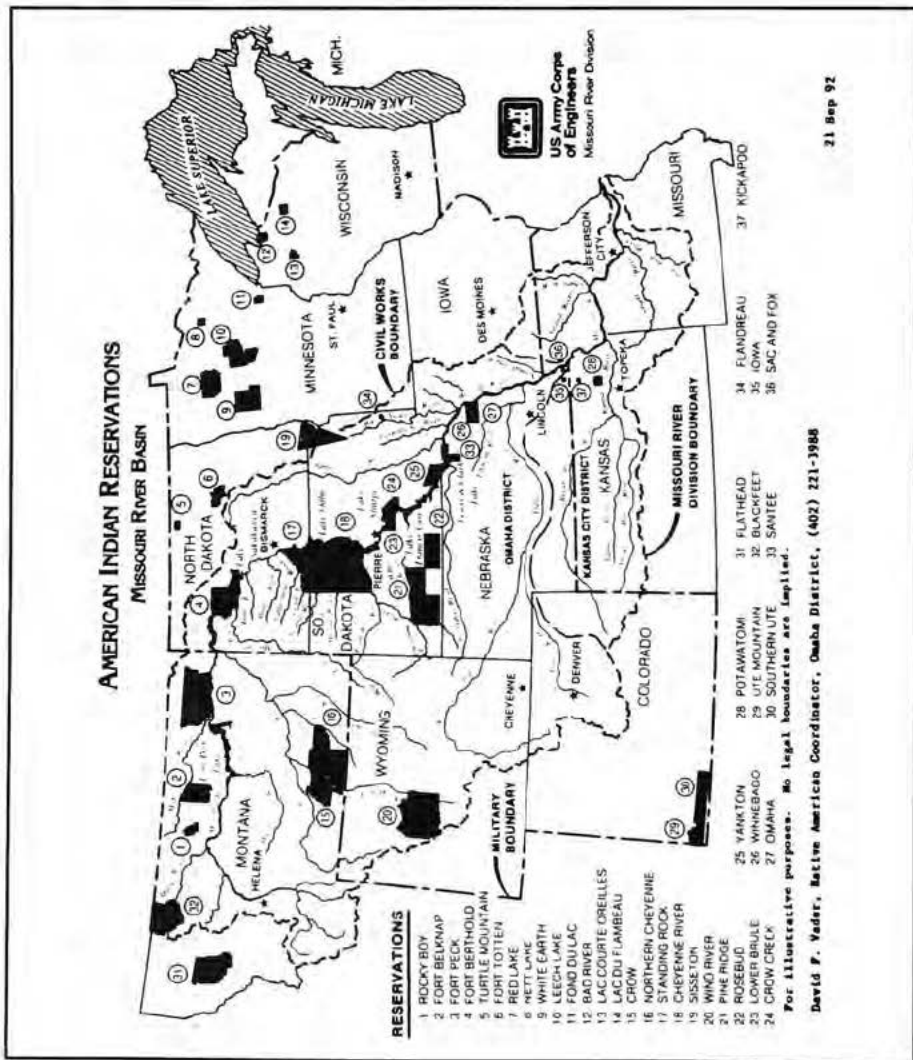 AMERICAN INDIAN RESERVATIONS
MISSOURI RIVER BASIN
LAKE SUPERIOR
MICH.
LAKE MICHIGAN
WISCONSIN
MADISON
MINNESOTA
ST. PAUL
CIVIL WORKS
BOUNDARY
IOWA
DES MOINES
NORTH
DAKOTA
BISMARCK
SO.
DAKOTA
PIERRE
NEBRASKA
OMAHA DISTRICT
LINCOLN
MONTANA
HELENA
WYOMING
CHEYENNE
MILITARY
BOUNDARY
DENVER
COLORADO
KANSAS CITY DISTRICT
KANSAS
TOPEKA
MISSOURI RIVER
DIVISION BOUNDARY
JEFFERSON
CITY
MISSOURI
US Army Corps
of Engineers
Missouri River Division
RESERVATIONS
1 ROCKY BOY
2 FORT BELKNAP
3 FORT PECK
4 FORT BERTHOLD
5 TURTLE MOUNTAIN
6 FORT TOTTEN
7 RED LAKE
8 NETT LAKE
9 WHITE EARTH
10 LEECH LAKE
11 FOND DU LAC
12 BAD RIVER
13 LAC COURTE OREILLES
14 LAC DU FLAMBEAU
15 CROW
16 NORTHERN CHEYENNE
17 STANDING ROCK
18 CHEYENNE RIVER
19 SISSETON
20 WIND RIVER
21 PINE RIDGE
22 ROSEBUD
23 LOWER BRULE
24 CROW CREEK
25 YANKTON
26 WINNEBAGO
27 OMAHA
28 POTAWATOMI
29 UTE MOUNTAIN
30 SOUTHERN UTE
31 FLATHEAD
32 BLACKFEET
33 SANTEE
34 FLANDREAU
35 IOWA
36 SAC AND FOX
37 KICKAPOO
For illustrative purposes. No legal boundaries are implied.
David P. Vader, Native American Coordinator, Omaha District, (402) 221-3988
21 Sep 92